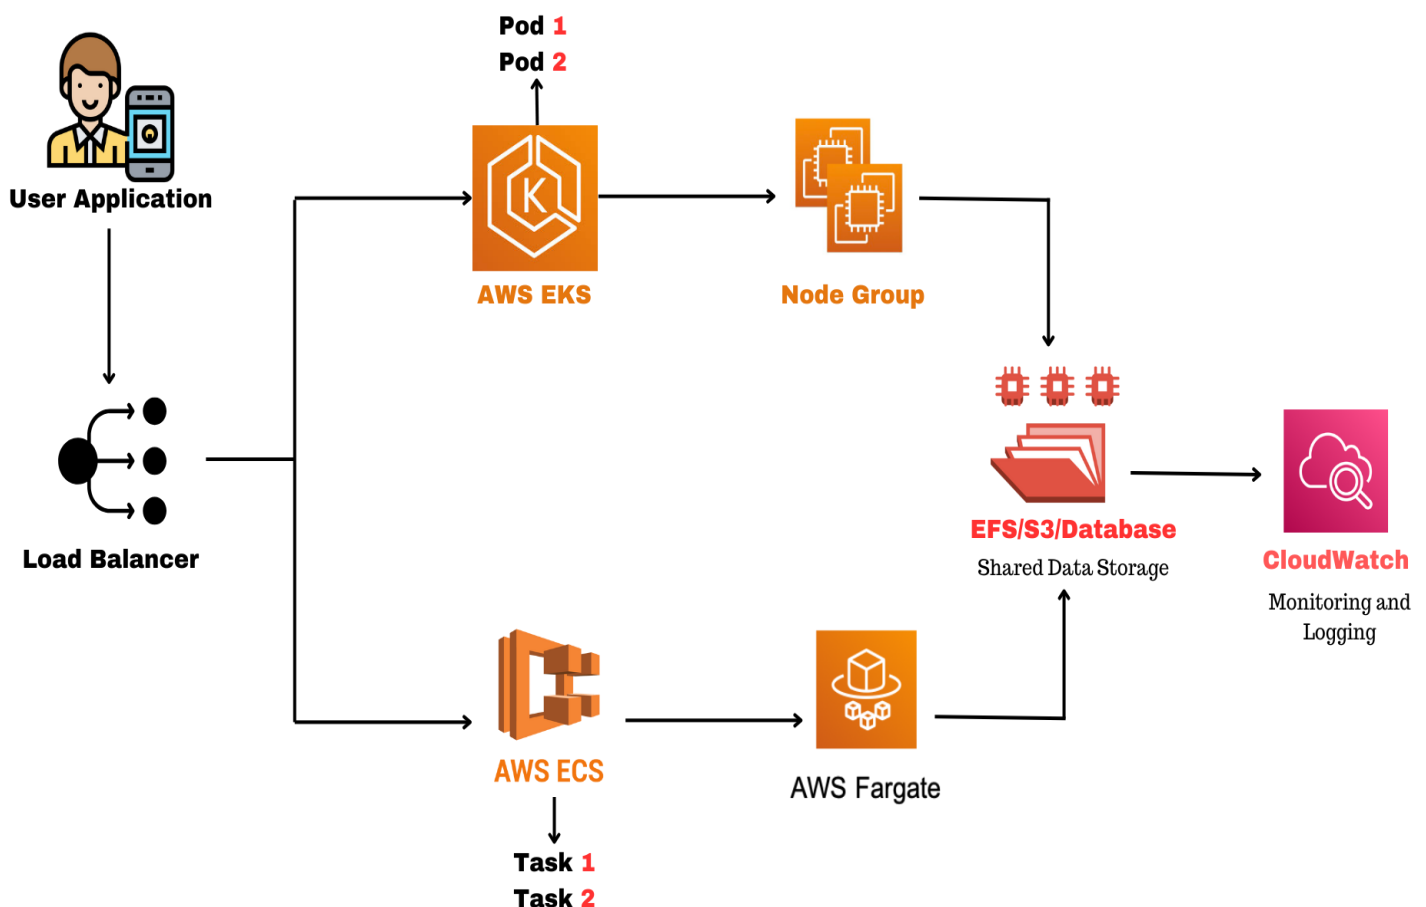 Pod 1
Pod 2
User Application
K
AWS EKS
Node Group
Load Balancer
EFS/S3/Database
Shared Data Storage
CloudWatch
Monitoring and
Logging
AWS ECS
AWS Fargate
Task 1
Task 2